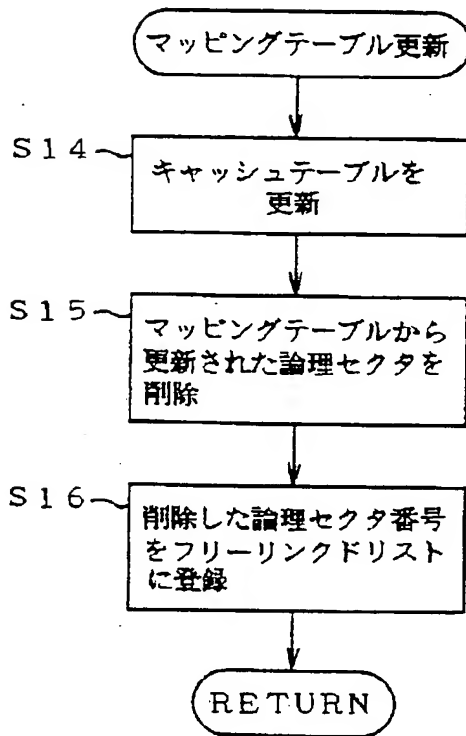 マッピングテーブル更新
S14
キャッシュテーブルを
更新
S15
マッピングテーブルから
更新された論理セクタを
削除
S16
削除した論理セクタ番号
をフリーリンクドリスト
に登録
RETURN